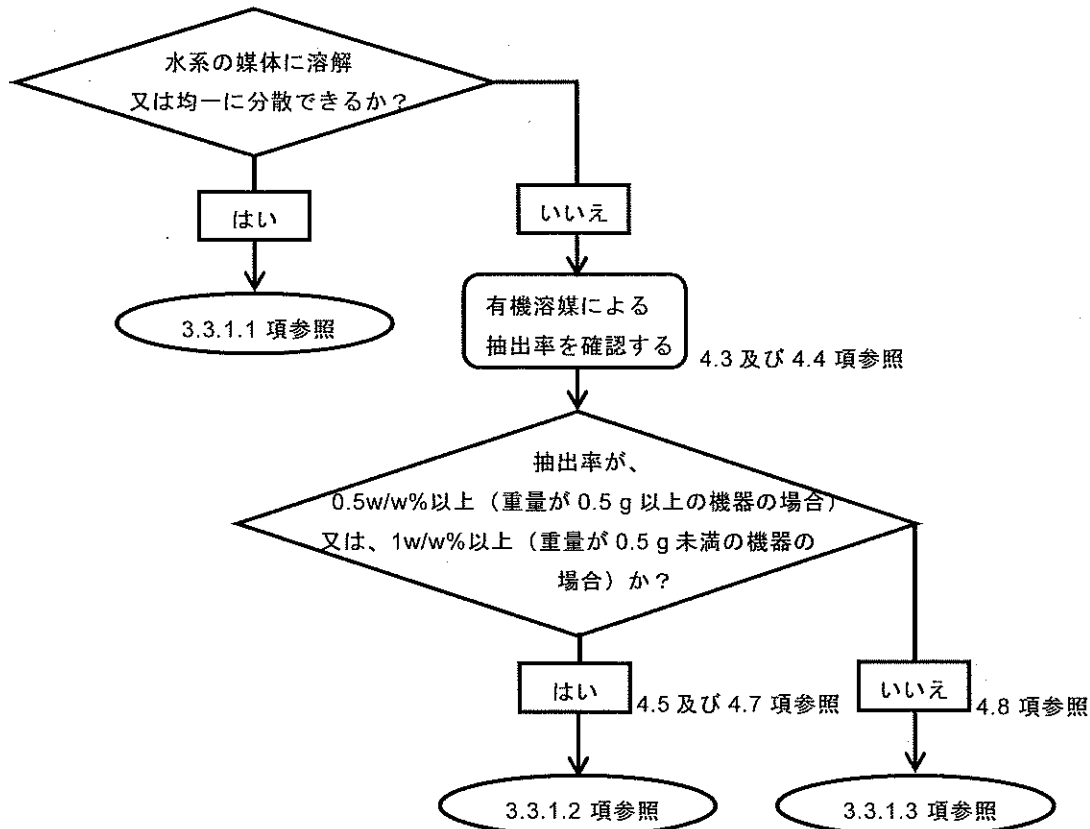 水系の媒体に溶解
又は均一に分散できるか？
はい
いいえ
3.3.1.1 項参照
有機溶媒による
抽出率を確認する
4.3 及び 4.4 項参照
抽出率が、
0.5w/w%以上（重量が 0.5 g 以上の機器の場合）
又は、1w/w%以上（重量が 0.5 g 未満の機器の
場合）か？
はい
4.5 及び 4.7 項参照
いいえ
4.8 項参照
3.3.1.2 項参照
3.3.1.3 項参照